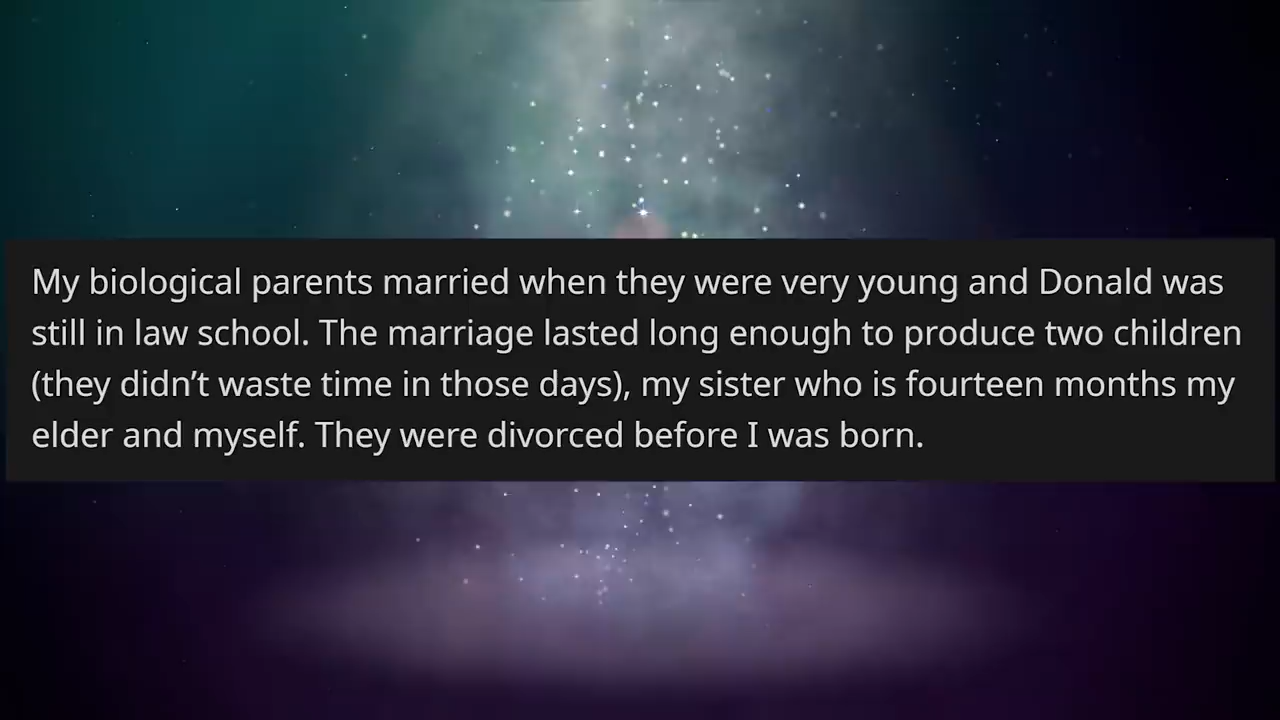 My biological parents married when they were very young and Donald was
still in law school. The marriage lasted long enough to produce two children
(they didn’t waste time in those days), my sister who is fourteen months my
elder and myself. They were divorced before I was born.